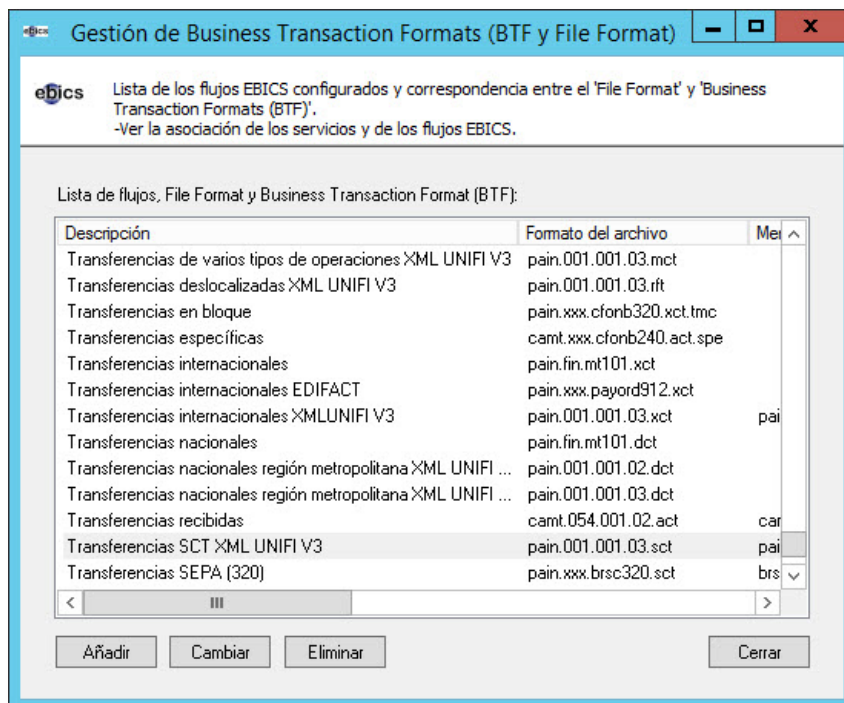 ebics Gestión de Business Transaction Formats (BTF y File Format)
ebics
Lista de los flujos EBICS configurados y correspondencia entre el 'File Format' y 'Business
Transaction Formats (BTF)'.
-Ver la asociación de los servicios y de los flujos EBICS.
Lista de flujos, File Format y Business Transaction Format (BTF):
Descripción Formato del archivo Mer
Transferencias de varios tipos de operaciones XML UNIFI V3 pain.001.001.03.mct
Transferencias deslocalizadas XML UNIFI V3 pain.001.001.03.rft
Transferencias en bloque pain.xxx.cfonb320.xct.tmc
Transferencias específicas camt.xxx.cfonb240.act.spe
Transferencias internacionales pain.fin.mt101.xct
Transferencias internacionales EDIFACT pain.xxx.payord912.xct
Transferencias internacionales XMLUNIFI V3 pain.001.001.03.xct pai
Transferencias nacionales pain.fin.mt101.dct
Transferencias nacionales región metropolitana XML UNIFI ... pain.001.001.02.dct
Transferencias nacionales región metropolitana XML UNIFI ... pain.001.001.03.dct
Transferencias recibidas camt.054.001.02.act car
Transferencias SCT XML UNIFI V3 pain.001.001.03.sct pai
Transferencias SEPA (320) pain.xxx.brsc320.sct brs
Añadir Cambiar Eliminar Cerrar